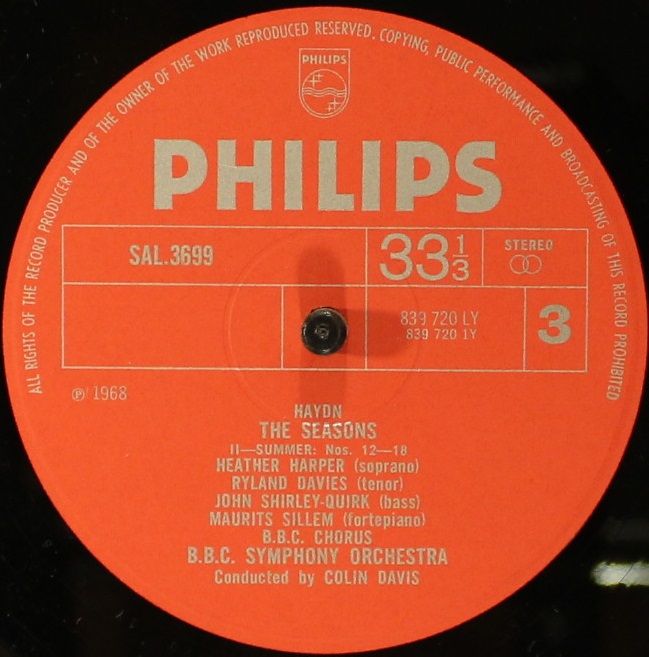 ALL RIGHTS OF THE RECORD PRODUCER AND OF THE OWNER OF THE WORK REPRODUCED RESERVED. COPYING, PUBLIC PERFORMANCE AND BROADCASTING OF THIS RECORD PROHIBITED
PHILIPS
PHILIPS
SAL.3699
33 1/3
STEREO
839 720 LY
839 720 1Y
3
Ⓟ 1968
HAYDN
THE SEASONS
II—SUMMER: Nos. 12—18
HEATHER HARPER (soprano)
RYLAND DAVIES (tenor)
JOHN SHIRLEY-QUIRK (bass)
MAURITS SILLEM (fortepiano)
B.B.C. CHORUS
B.B.C. SYMPHONY ORCHESTRA
Conducted by COLIN DAVIS